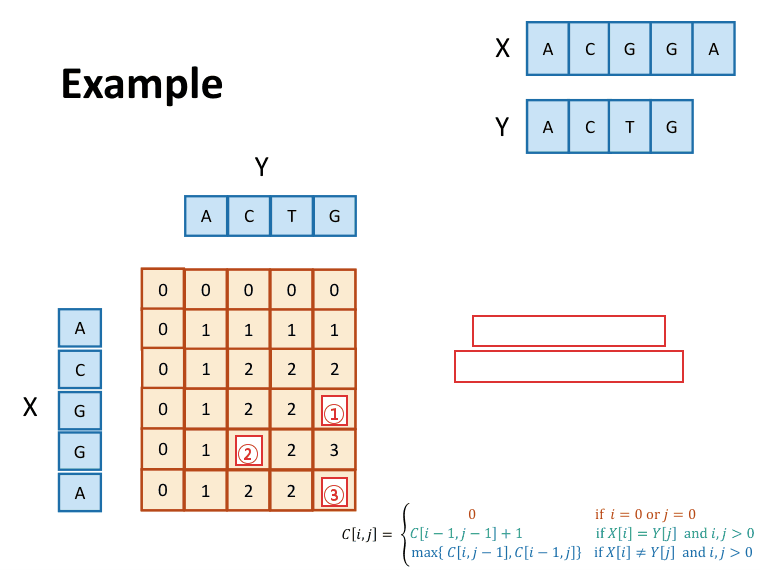 X A C G G A
Example
Y A C T G
Y
A C T G
0 0 0 0 0
A 0 1 1 1 1
C 0 1 2 2 2
X G 0 1 2 2 ①
G 0 1 ② 2 3
A 0 1 2 2 ③
0 if i = 0 or j = 0
C[i, j] = C[i − 1, j − 1] + 1 if X[i] = Y[j] and i, j > 0
max{ C[i, j − 1], C[i − 1, j]} if X[i] ≠ Y[j] and i, j > 0